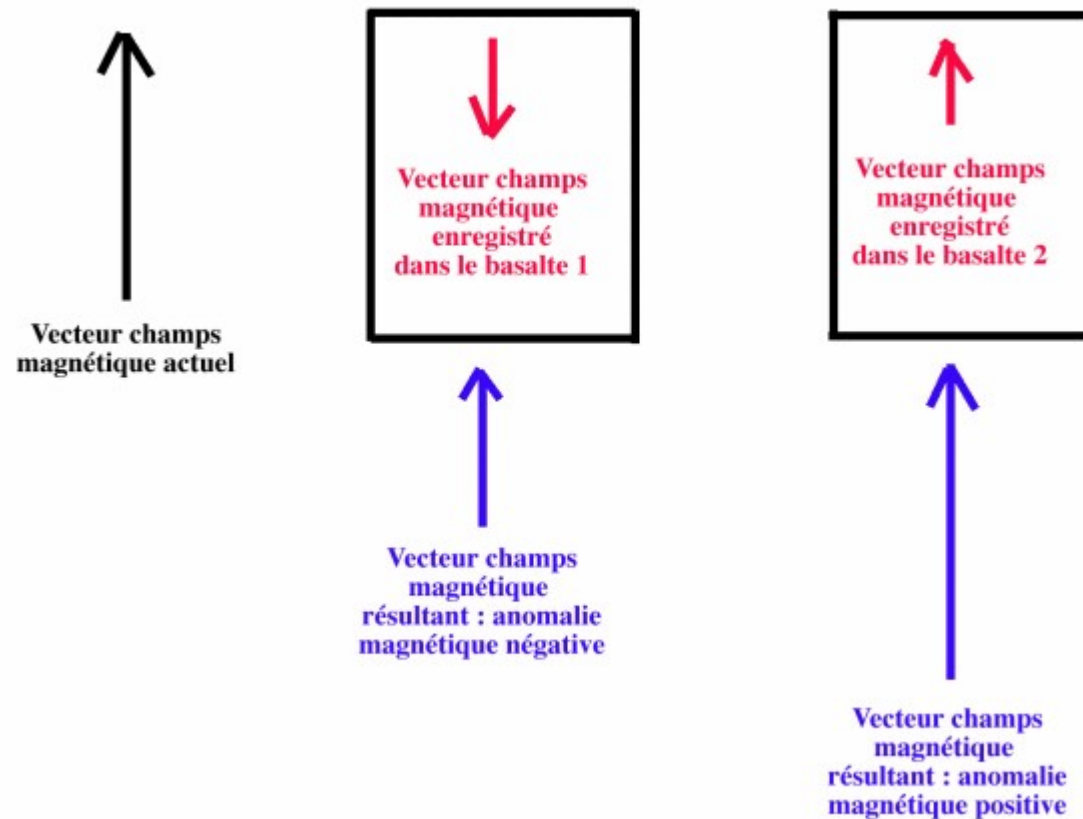 Vecteur champs
magnétique actuel
Vecteur champs
magnétique
enregistré
dans le basalte 1
Vecteur champs
magnétique
résultant : anomalie
magnétique négative
Vecteur champs
magnétique
enregistré
dans le basalte 2
Vecteur champs
magnétique
résultant : anomalie
magnétique positive